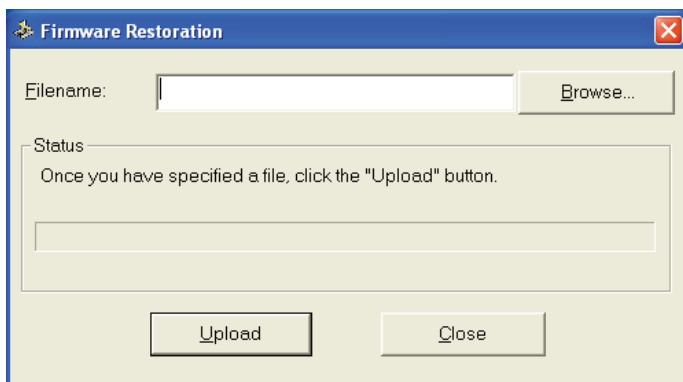 Firmware Restoration
Filename:
Browse...
Status
Once you have specified a file, click the "Upload" button.
Upload
Close